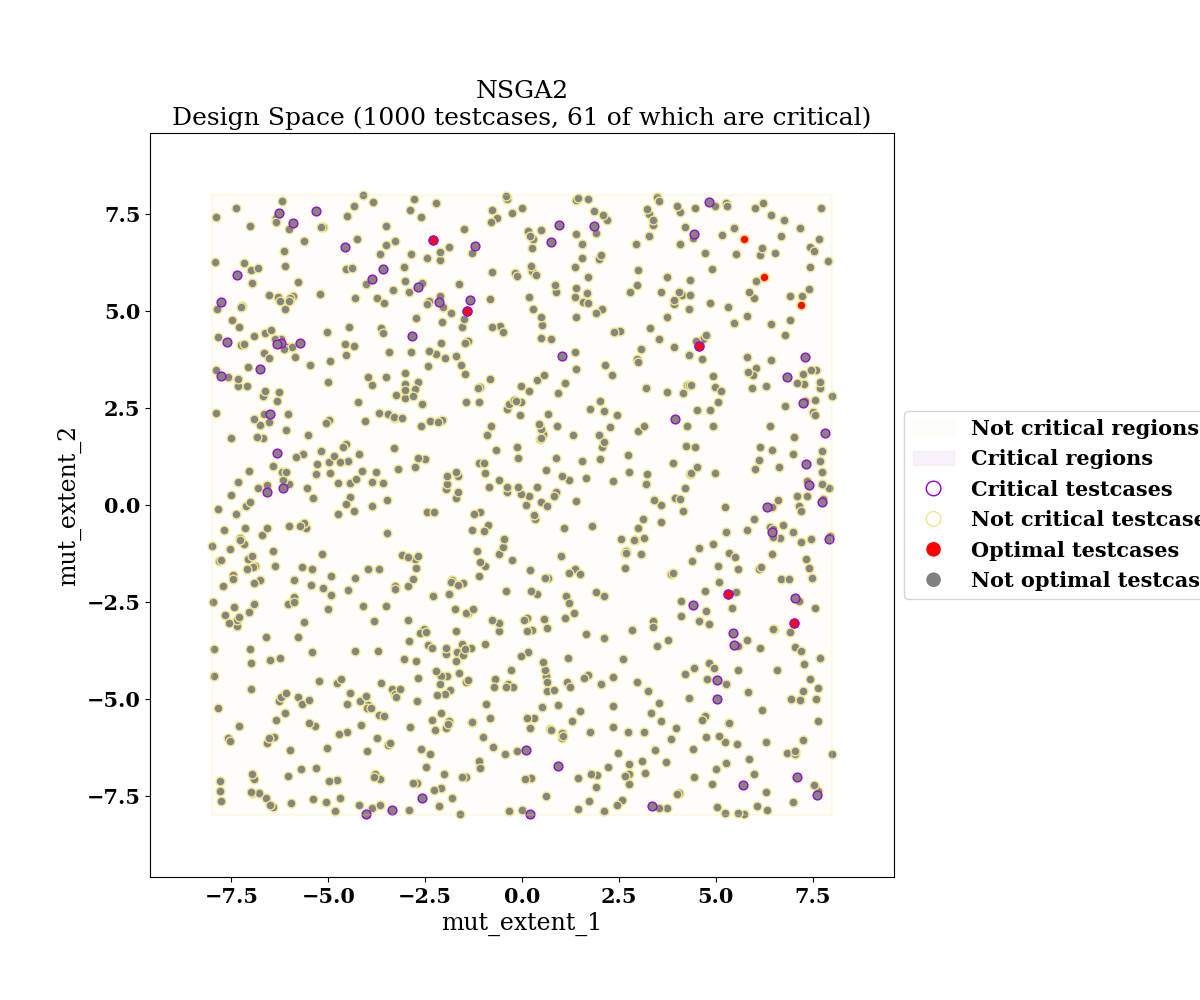 NSGA2
Design Space (1000 testcases, 61 of which are critical)
7.5
5.0
2.5
0.0
−2.5
−5.0
−7.5
mut_extent_2
−7.5 −5.0 −2.5 0.0 2.5 5.0 7.5
mut_extent_1
Not critical regions
Critical regions
Critical testcases
Not critical testcase
Optimal testcases
Not optimal testcas